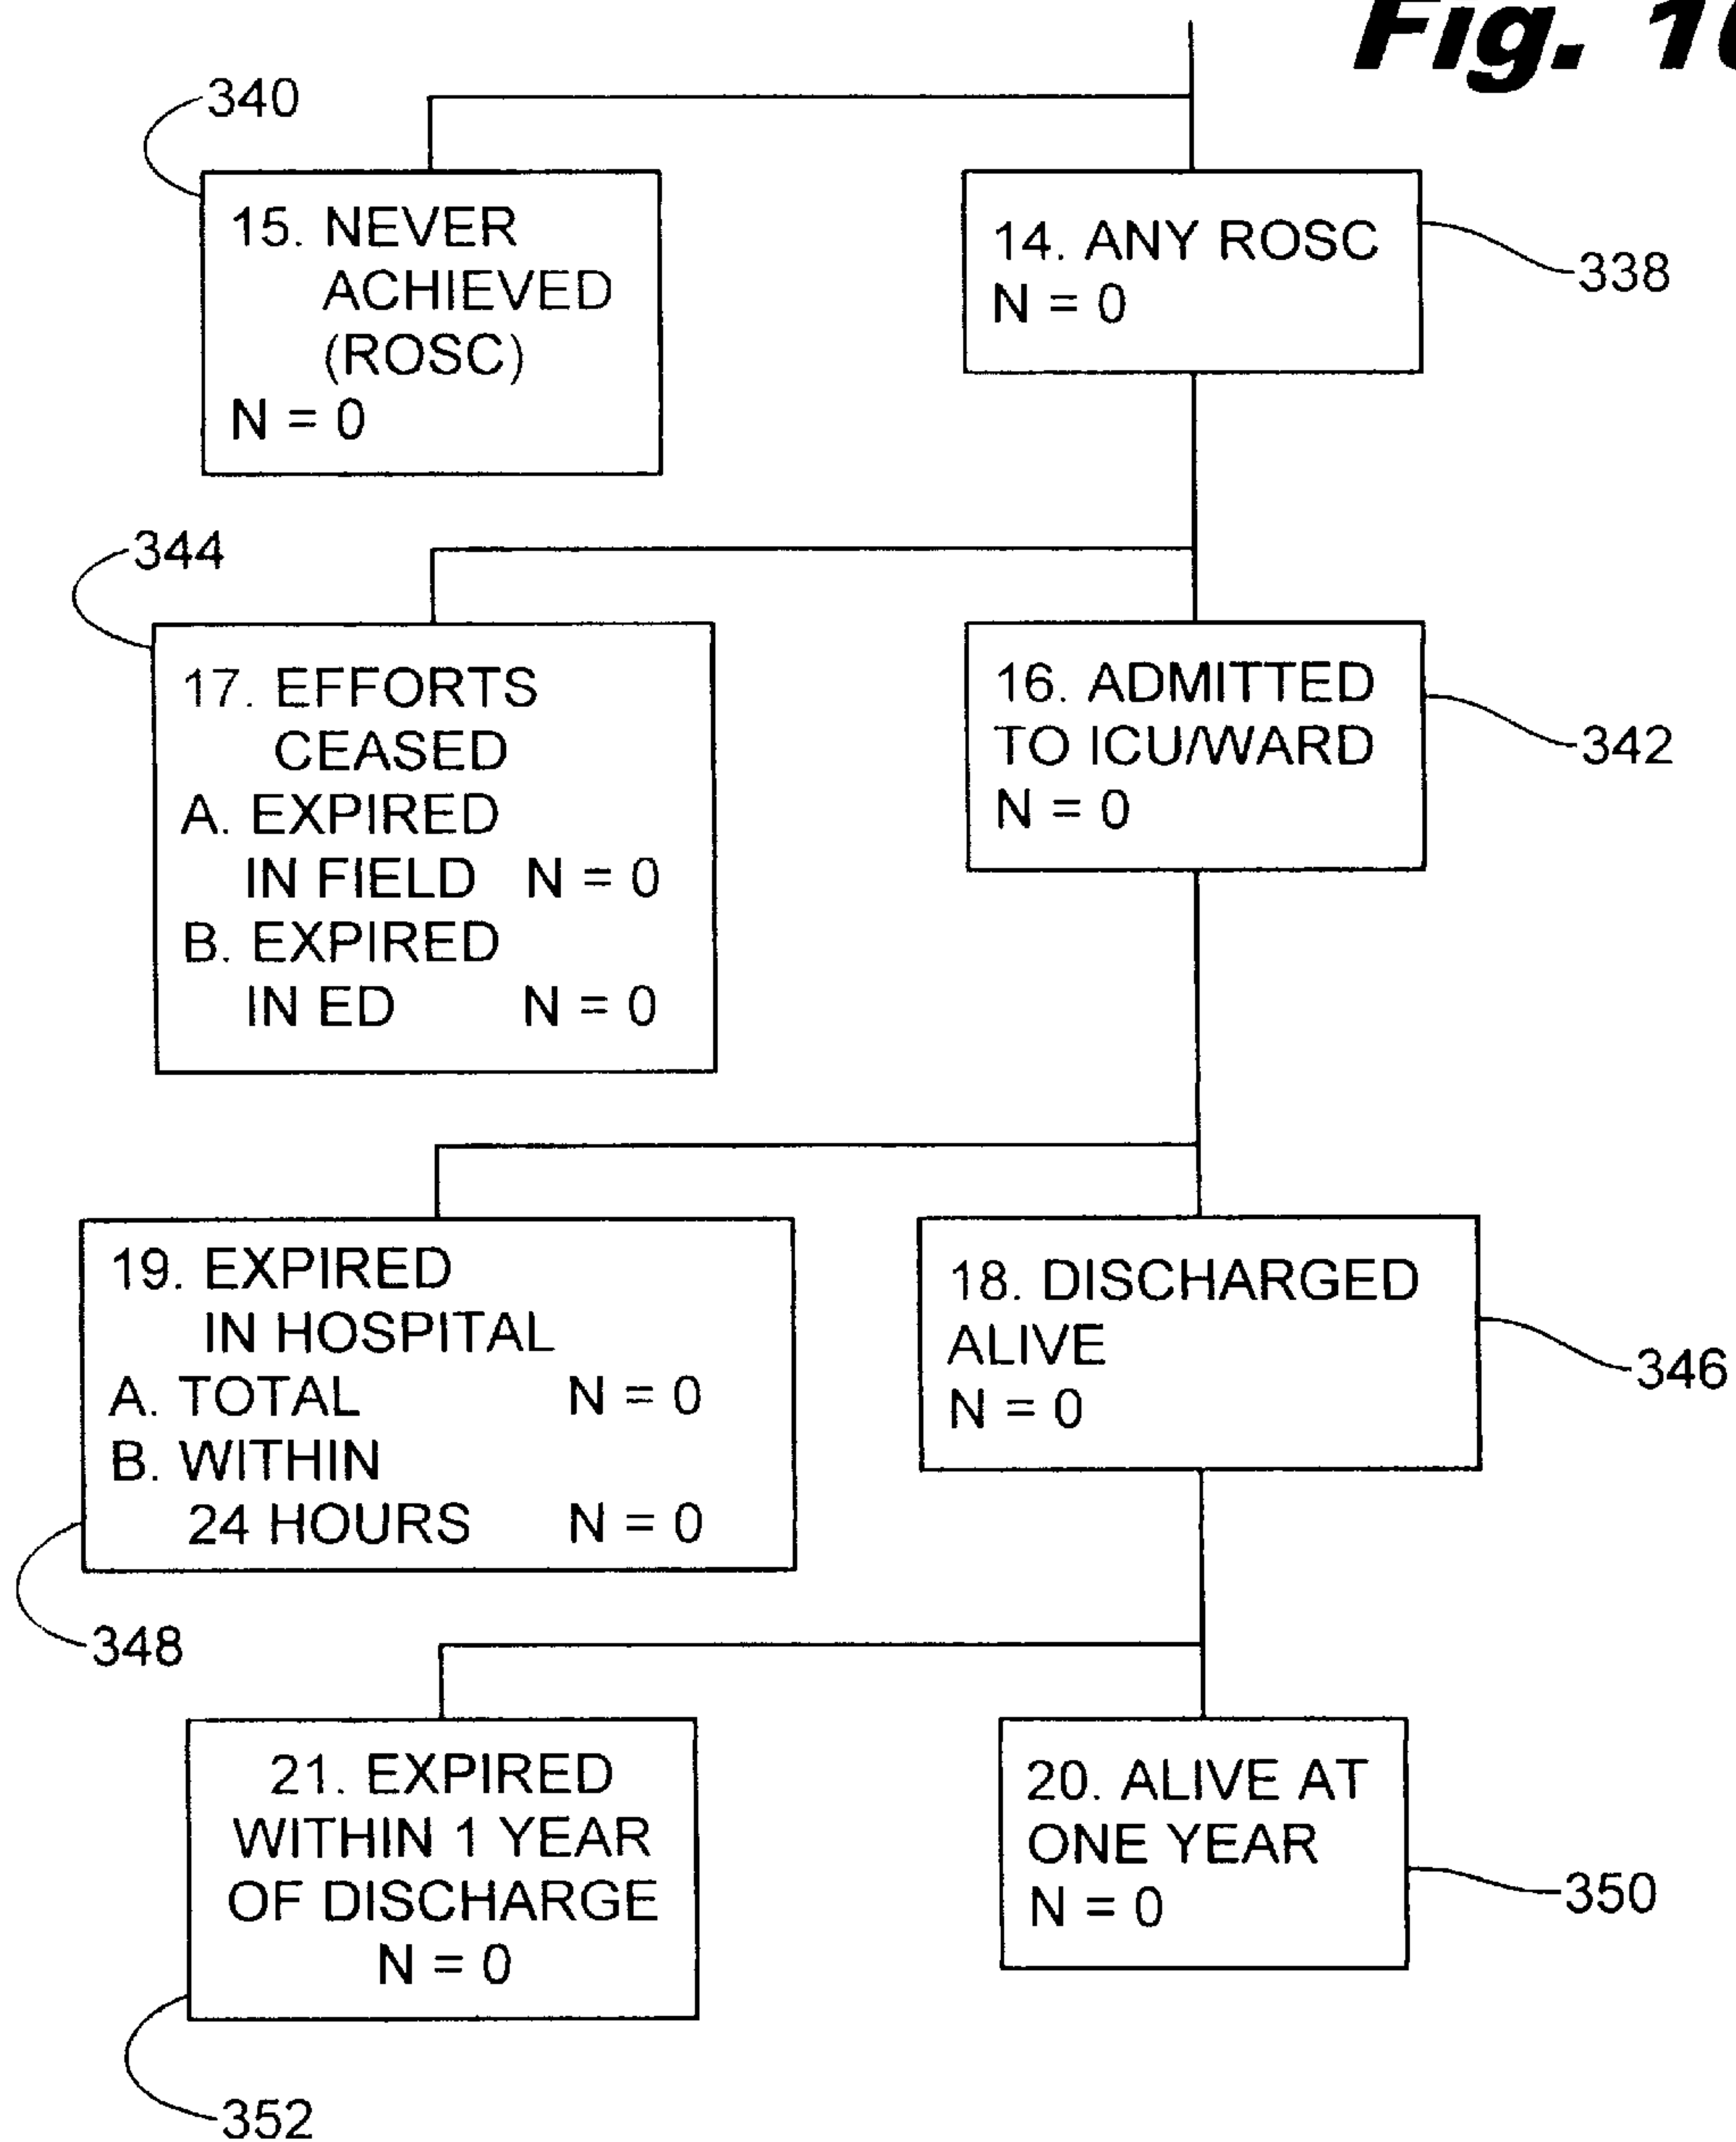 Fig. 10
340
15. NEVER
ACHIEVED
(ROSC)
N = 0
14. ANY ROSC
N = 0
338
344
17. EFFORTS
CEASED
A. EXPIRED
IN FIELD N = 0
B. EXPIRED
IN ED N = 0
16. ADMITTED
TO ICU/WARD
N = 0
342
19. EXPIRED
IN HOSPITAL
A. TOTAL N = 0
B. WITHIN
24 HOURS N = 0
348
18. DISCHARGED
ALIVE
N = 0
346
21. EXPIRED
WITHIN 1 YEAR
OF DISCHARGE
N = 0
352
20. ALIVE AT
ONE YEAR
N = 0
350